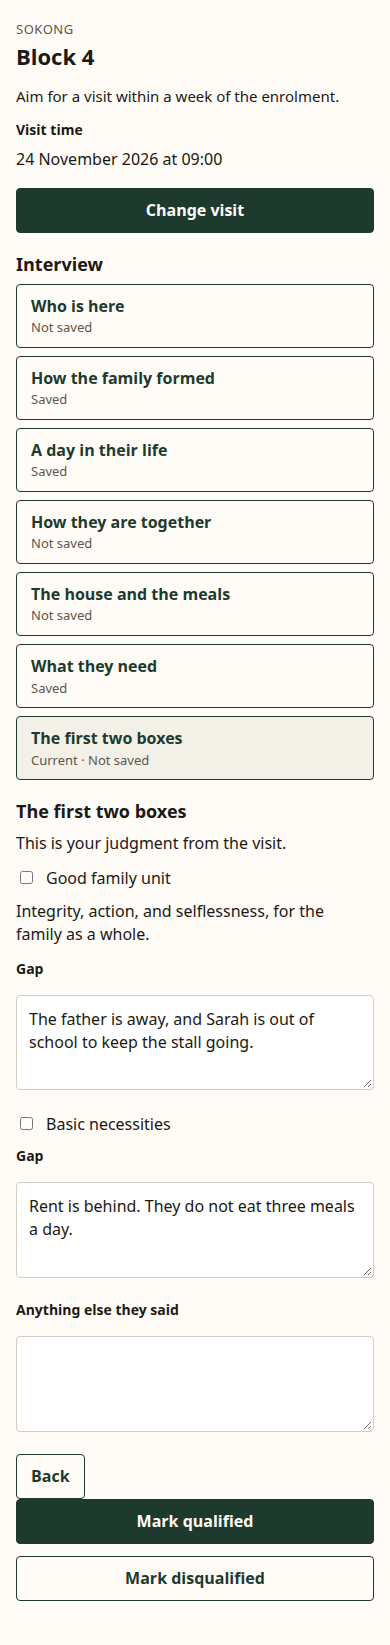 SOKONG
Block 4
Aim for a visit within a week of the enrolment.
Visit time
24 November 2026 at 09:00
Change visit
Interview
Who is here
Not saved
How the family formed
Saved
A day in their life
Saved
How they are together
Not saved
The house and the meals
Not saved
What they need
Saved
The first two boxes
Current · Not saved
The first two boxes
This is your judgment from the visit.
Good family unit
Integrity, action, and selflessness, for the
family as a whole.
Gap
The father is away, and Sarah is out of
school to keep the stall going.
Basic necessities
Gap
Rent is behind. They do not eat three meals
a day.
Anything else they said
Back
Mark qualified
Mark disqualified